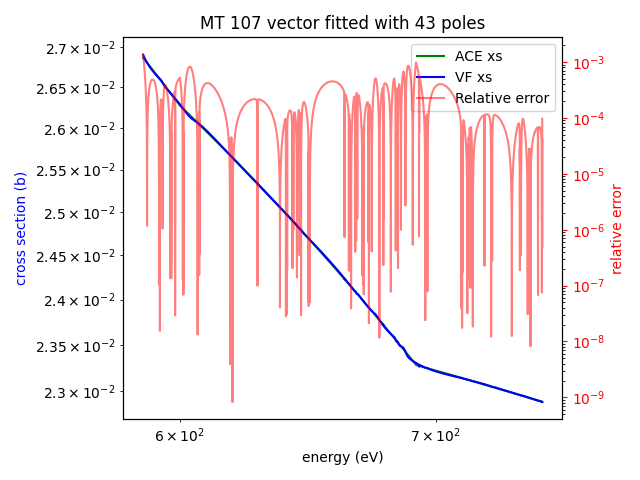 MT 107 vector fitted with 43 poles
ACE xs
VF xs
Relative error
2.7 × 10⁻²
2.65 × 10⁻²
2.6 × 10⁻²
2.55 × 10⁻²
2.5 × 10⁻²
2.45 × 10⁻²
2.4 × 10⁻²
2.35 × 10⁻²
2.3 × 10⁻²
cross section (b)
10⁻³
10⁻⁴
10⁻⁵
10⁻⁶
10⁻⁷
10⁻⁸
10⁻⁹
relative error
6 × 10²
7 × 10²
energy (eV)